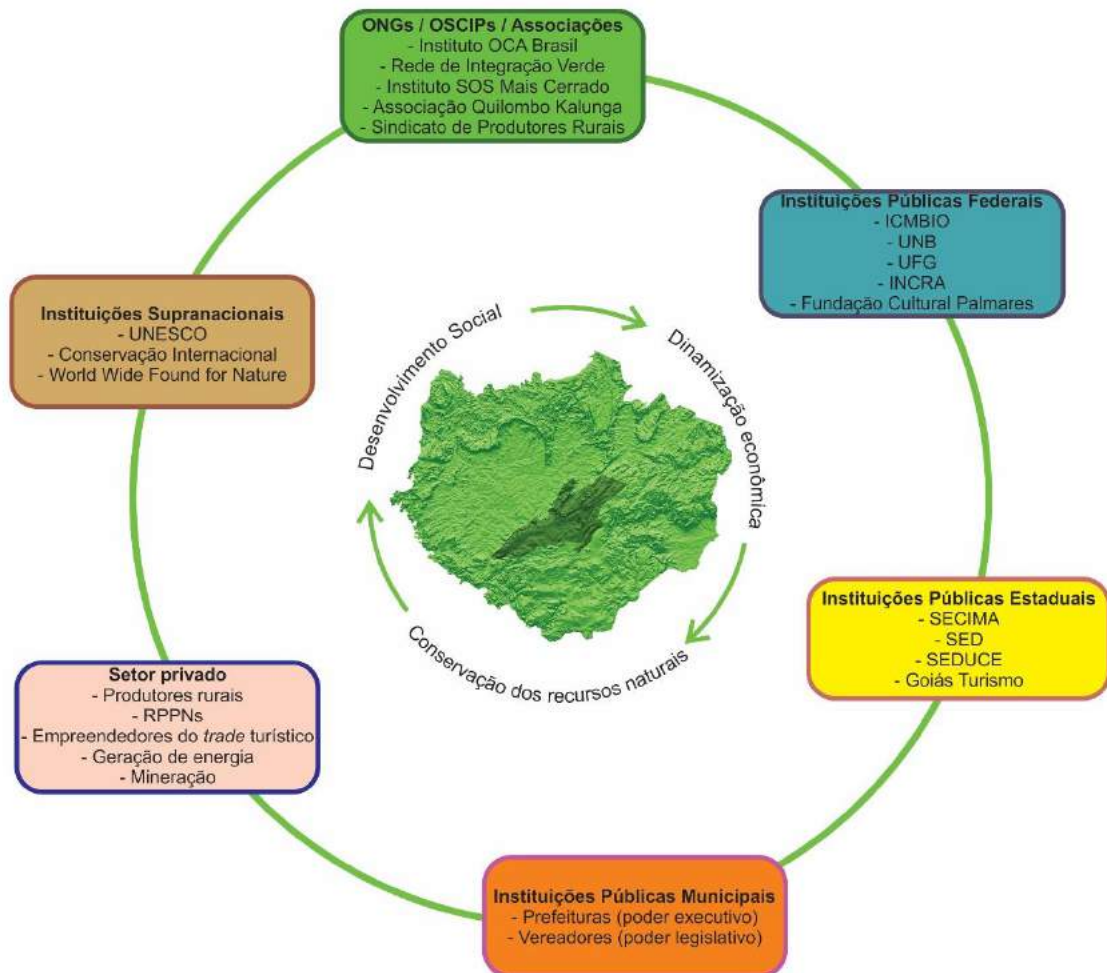 ONGs / OSCIPs / Associações
- Instituto OCA Brasil
- Rede de Integração Verde
- Instituto SOS Mais Cerrado
- Associação Quilombo Kalunga
- Sindicato de Produtores Rurais
Instituições Públicas Federais
- ICMBIO
- UNB
- UFG
- INCRA
- Fundação Cultural Palmares
Instituições Supranacionais
- UNESCO
- Conservação Internacional
- World Wide Found for Nature
Desenvolvimento Social
Dinamização econômica
Conservação dos recursos naturais
Instituições Públicas Estaduais
- SECIMA
- SED
- SEDUCE
- Goiás Turismo
Setor privado
- Produtores rurais
- RPPNs
- Empreendedores do trade turístico
- Geração de energia
- Mineração
Instituições Públicas Municipais
- Prefeituras (poder executivo)
- Vereadores (poder legislativo)